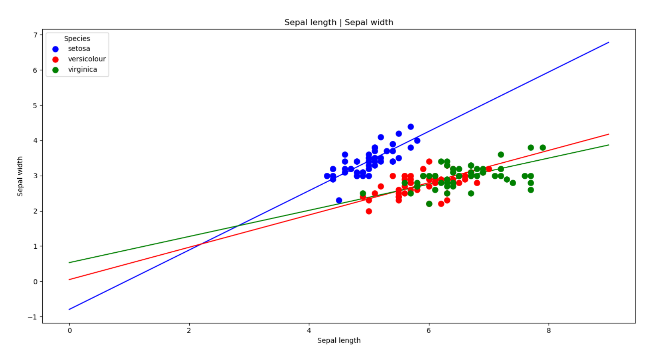 Sepal length | Sepal width
Species
setosa
versicolour
virginica
7
6
5
4
3
2
1
0
−1
Sepal width
0
2
4
6
8
Sepal length